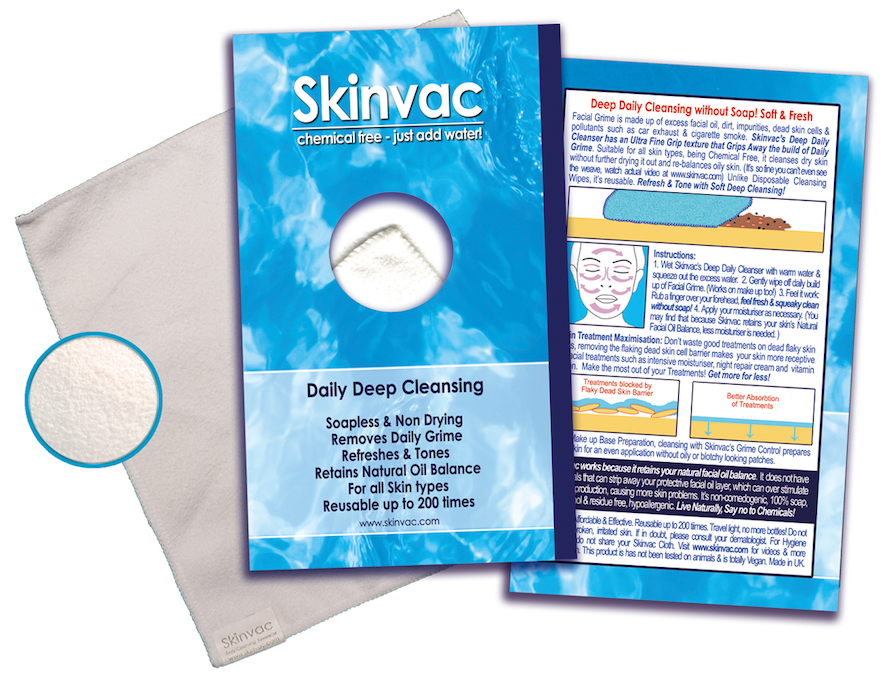 Skinvac
chemical free - just add water!
Daily Deep Cleansing
Soapless & Non Drying
Removes Daily Grime
Refreshes & Tones
Retains Natural Oil Balance
For all Skin types
Reusable up to 200 times
www.skinvac.com
Skinvac
Deep Daily Cleansing without Soap! Soft & Fresh
Facial Grime is made up of excess facial oil, dirt, impurities, dead skin cells &
pollutants such as car exhaust & cigarette smoke. Skinvac's Deep Daily
Cleanser has an Ultra Fine Grip texture that Grips Away the build of Daily
Grime. Suitable for all skin types, being Chemical Free, it cleanses dry skin
without further drying it out and re-balances oily skin. (It's so fine you can't even see
the weave, watch actual video at www.skinvac.com) Unlike Disposable Cleansing
Wipes, it's reusable. Refresh & Tone with Soft Deep Cleansing!
Instructions:
1. Wet Skinvac's Deep Daily Cleanser with warm water &
squeeze out the excess water. 2. Gently wipe off daily build
up of Facial Grime. (Works on make up too!) 3. Feel it work:
Rub a finger over your forehead, feel fresh & squeaky clean
without soap! 4. Apply your moisturiser as necessary. (You
may find that because Skinvac retains your skin's Natural
Facial Oil Balance, less moisturiser is needed.)
Treatment Maximisation: Don't waste good treatments on dead flaky skin
removing the flaking dead skin cell barrier makes your skin more receptive
treatments such as intensive moisturiser, night repair cream and vitamin
Make the most out of your Treatments! Get more for less!
Treatments blocked by
Flaky Dead Skin Barrier
Better Absorbtion
of Treatments
up Base Preparation, cleansing with Skinvac's Grime Control prepares
for an even application without oily or blotchy looking patches.
works because it retains your natural facial oil balance. It does not have
that can strip away your protective facial oil layer, which can over stimulate
production, causing more skin problems. It's non-comedogenic, 100% soap,
& residue free, hypoallergenic. Live Naturally, Say no to Chemicals!
& Effective. Reusable up to 200 times. Travel light, no more bottles! Do not
irritated skin. If in doubt, please consult your dermatologist. For Hygiene
do not share your Skinvac Cloth. Visit www.skinvac.com for videos & more
This product is has not been tested on animals & is totally Vegan. Made in UK.